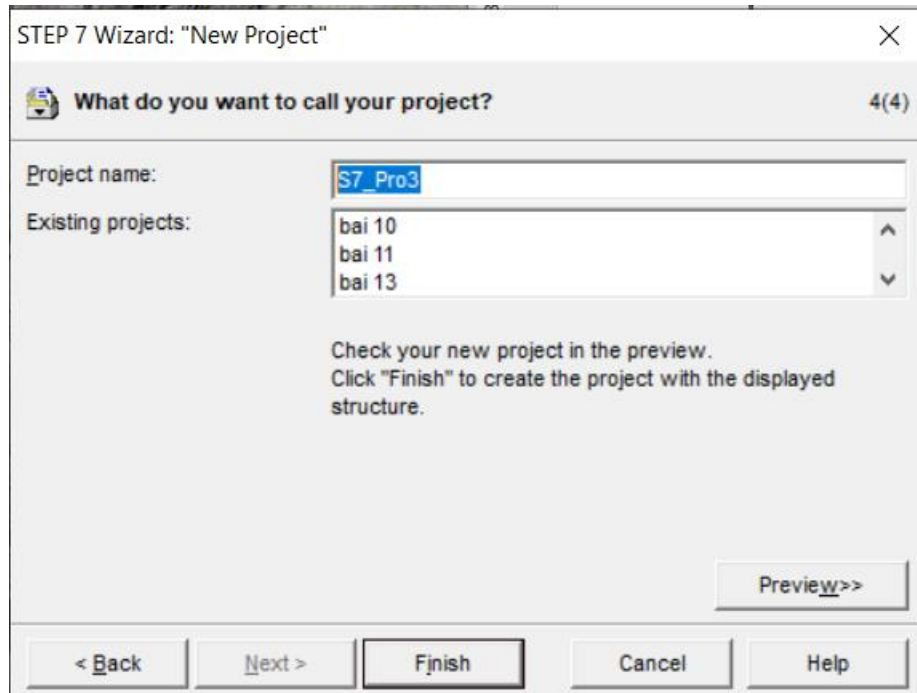 STEP 7 Wizard: "New Project"
What do you want to call your project? 4(4)
Project name: S7_Pro3
Existing projects: bai 10
bai 11
bai 13
Check your new project in the preview.
Click "Finish" to create the project with the displayed
structure.
Preview>>
< Back Next > Finish Cancel Help